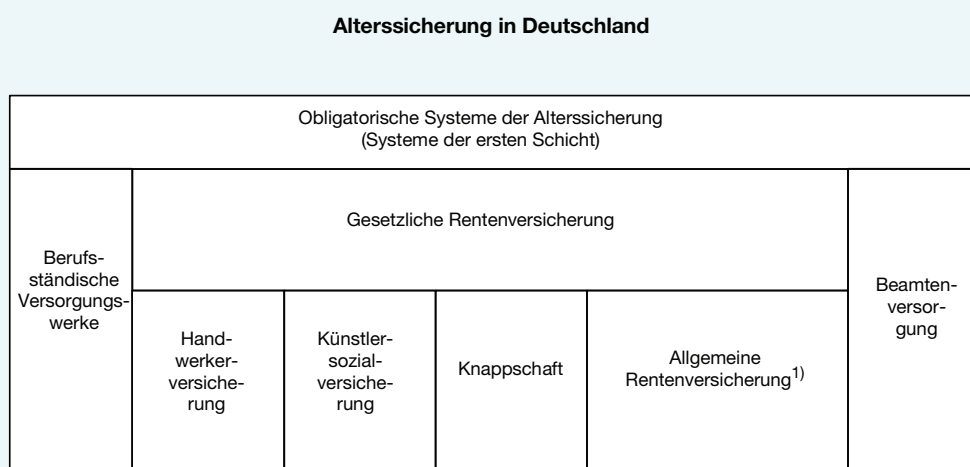 Alterssicherung in Deutschland
Obligatorische Systeme der Alterssicherung
(Systeme der ersten Schicht)
Berufs-
ständische
Versorgungs-
werke
Gesetzliche Rentenversicherung
Beamten-
versor-
gung
Hand-
werker-
versiche-
rung
Künstler-
sozial-
versiche-
rung
Knappschaft
Allgemeine
Rentenversicherung1)